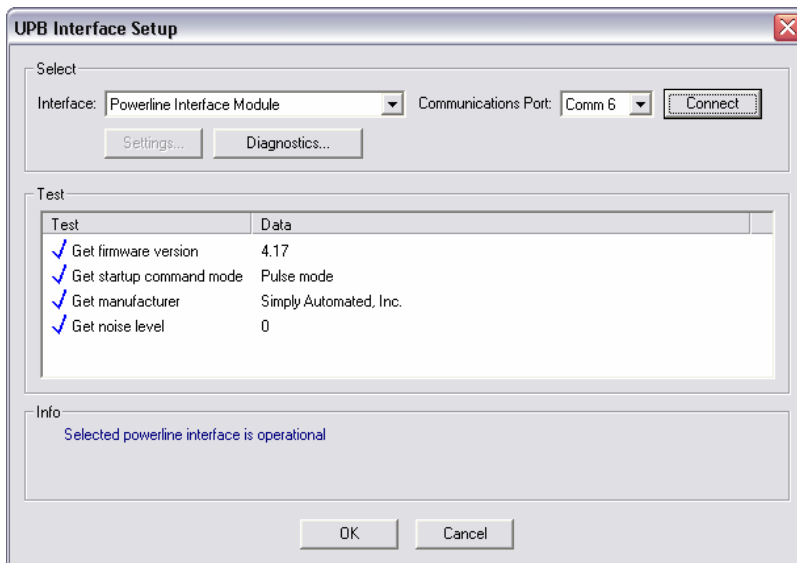 UPB Interface Setup
Select
Interface: Powerline Interface Module Communications Port: Comm 6 Connect
Settings... Diagnostics...
Test
Test Data
Get firmware version 4.17
Get startup command mode Pulse mode
Get manufacturer Simply Automated, Inc.
Get noise level 0
Info
Selected powerline interface is operational
OK Cancel